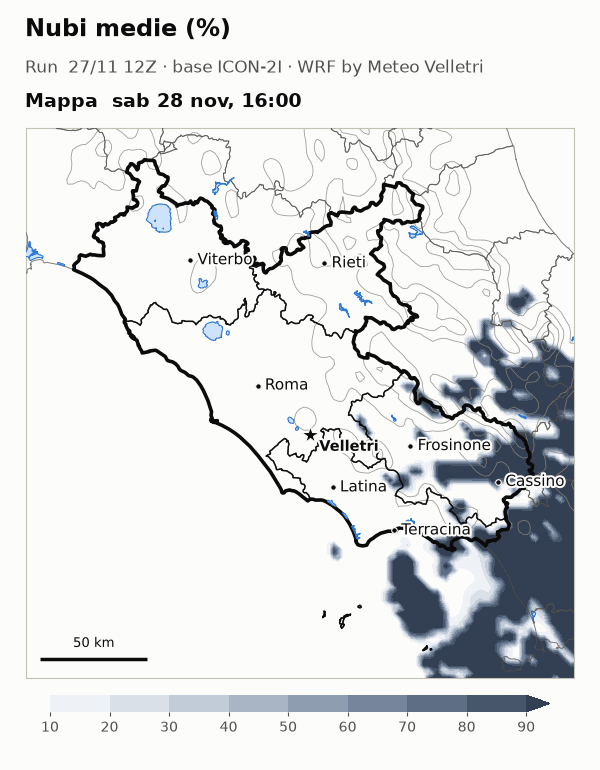 Nubi medie (%)
Run  27/11 12Z · base ICON-2I · WRF by Meteo Velletri
Mappa  sab 28 nov, 16:00
Viterbo
Rieti
Roma
Velletri
Frosinone
Latina
Cassino
Terracina
50 km
10 20 30 40 50 60 70 80 90